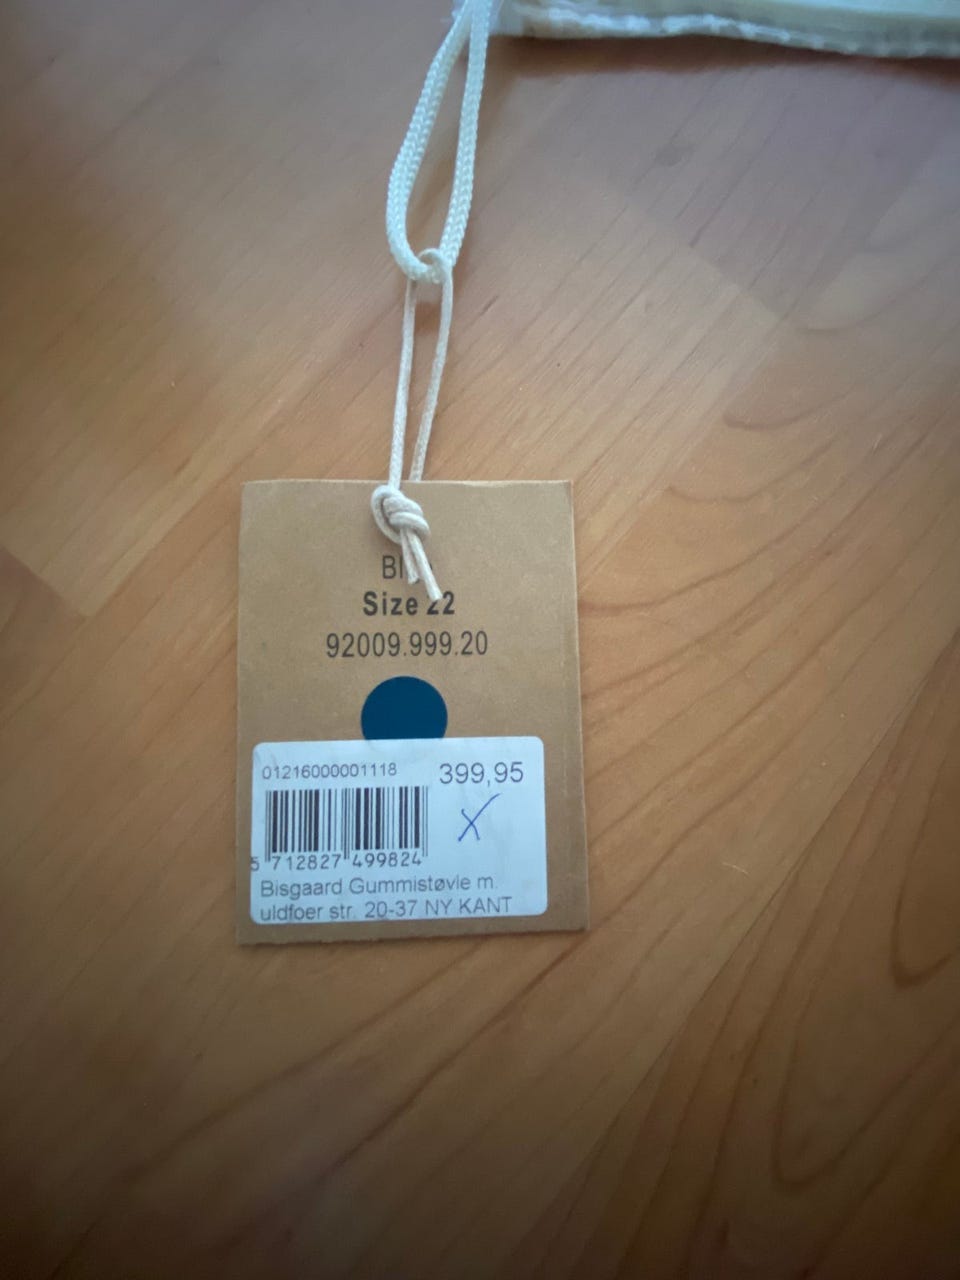 Size 22
92009.999.20
01216000001118 399,95
X
5 712827 499824
Bisgaard Gummistøvle m.
uldfoer str. 20-37 NY KANT